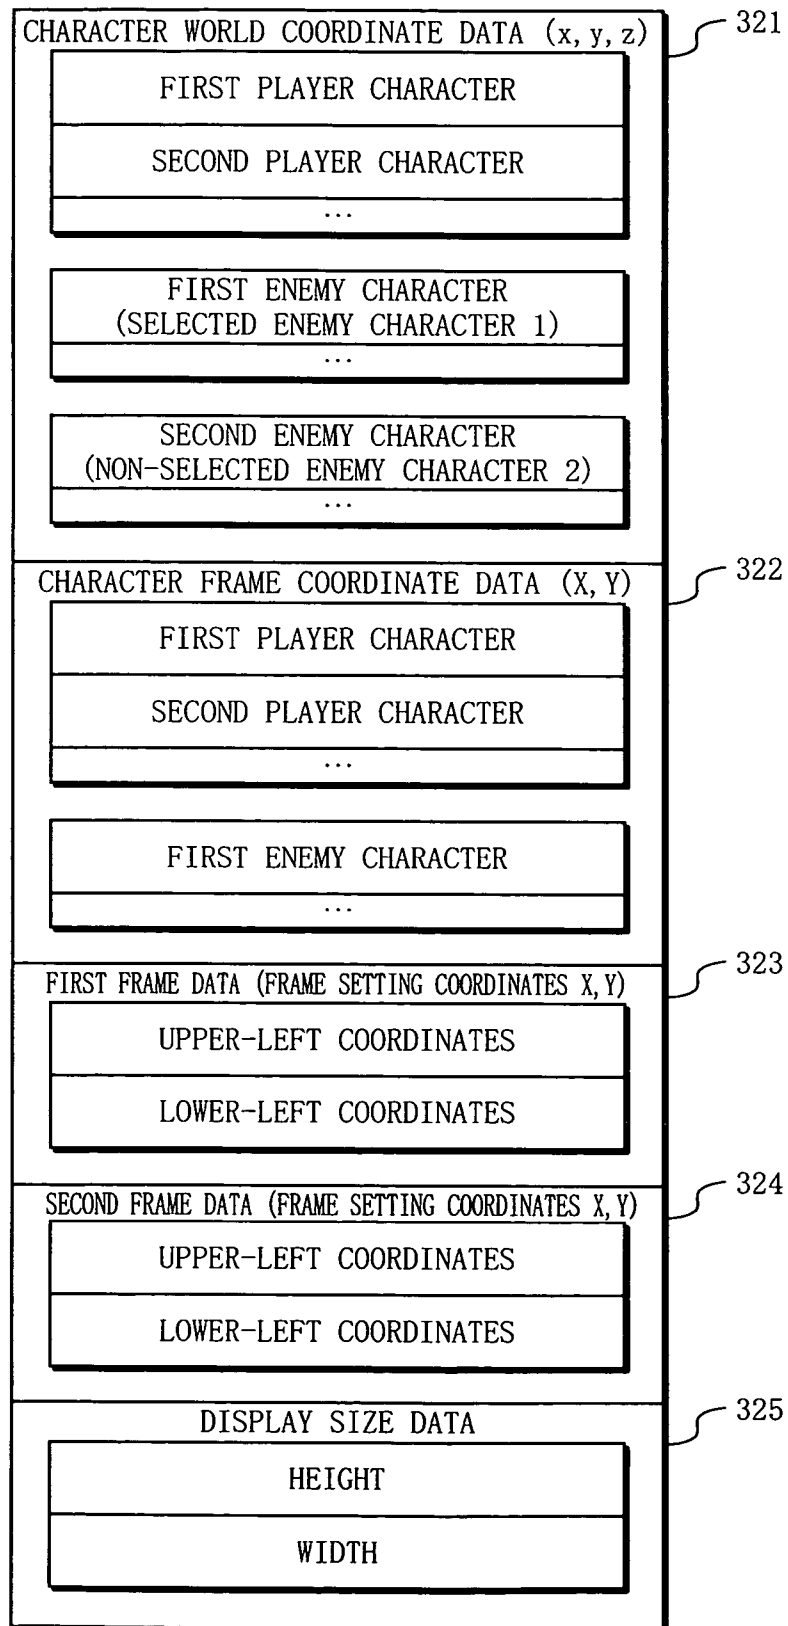 CHARACTER WORLD COORDINATE DATA (x, y, z)
321
FIRST PLAYER CHARACTER
SECOND PLAYER CHARACTER
...
FIRST ENEMY CHARACTER
(SELECTED ENEMY CHARACTER 1)
...
SECOND ENEMY CHARACTER
(NON-SELECTED ENEMY CHARACTER 2)
...
CHARACTER FRAME COORDINATE DATA (X, Y)
322
FIRST PLAYER CHARACTER
SECOND PLAYER CHARACTER
...
FIRST ENEMY CHARACTER
...
FIRST FRAME DATA (FRAME SETTING COORDINATES X, Y)
323
UPPER-LEFT COORDINATES
LOWER-LEFT COORDINATES
SECOND FRAME DATA (FRAME SETTING COORDINATES X, Y)
324
UPPER-LEFT COORDINATES
LOWER-LEFT COORDINATES
DISPLAY SIZE DATA
325
HEIGHT
WIDTH